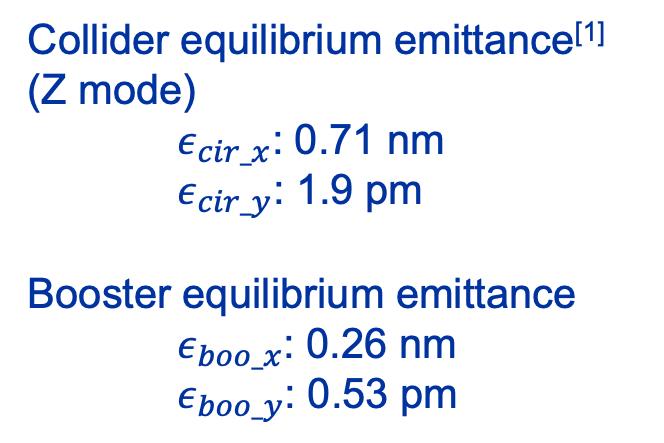 Collider equilibrium emittance[1]
(Z mode)
ϵcir_x: 0.71 nm
ϵcir_y: 1.9 pm
Booster equilibrium emittance
ϵboo_x: 0.26 nm
ϵboo_y: 0.53 pm